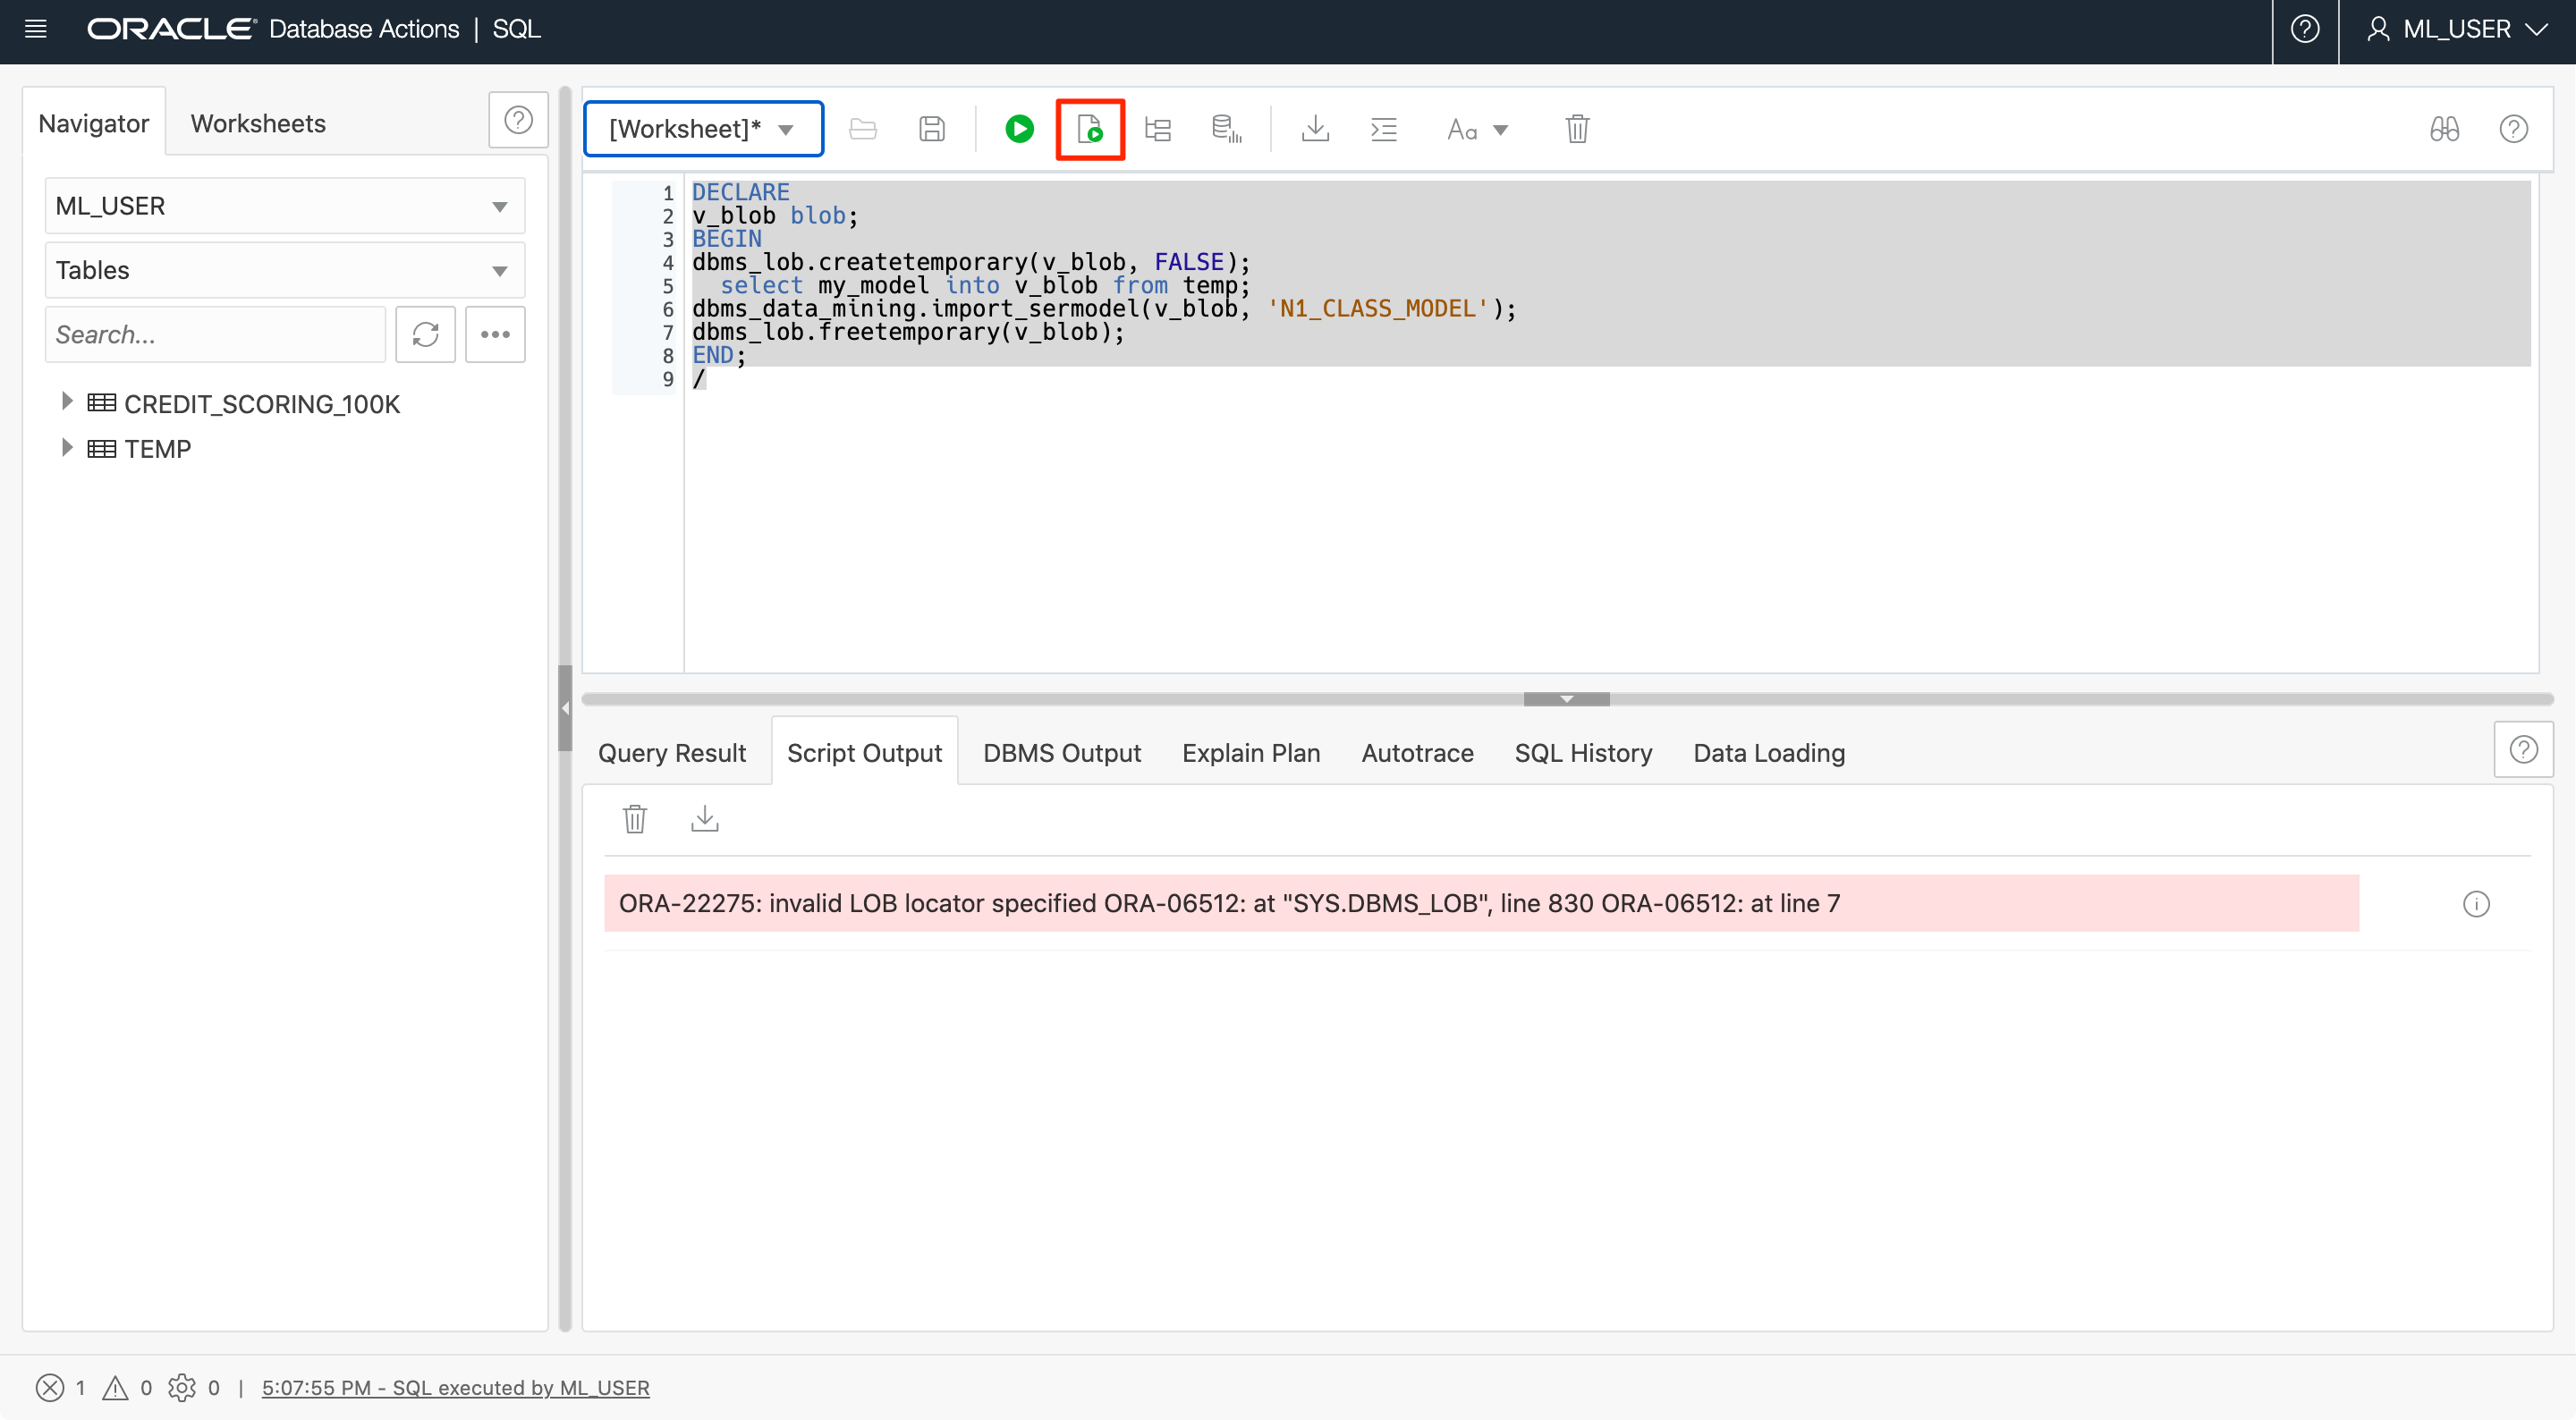 ORACLE Database Actions | SQL
ML_USER
Navigator
Worksheets
ML_USER
Tables
Search...
CREDIT_SCORING_100K
TEMP
[Worksheet]*
Aa
1 DECLARE
2 v_blob blob;
3 BEGIN
4 dbms_lob.createtemporary(v_blob, FALSE);
5 select my_model into v_blob from temp;
6 dbms_data_mining.import_sermodel(v_blob, 'N1_CLASS_MODEL');
7 dbms_lob.freetemporary(v_blob);
8 END;
9 /
Query Result Script Output DBMS Output Explain Plan Autotrace SQL History Data Loading
ORA-22275: invalid LOB locator specified ORA-06512: at "SYS.DBMS_LOB", line 830 ORA-06512: at line 7
1 0 0 | 5:07:55 PM - SQL executed by ML_USER